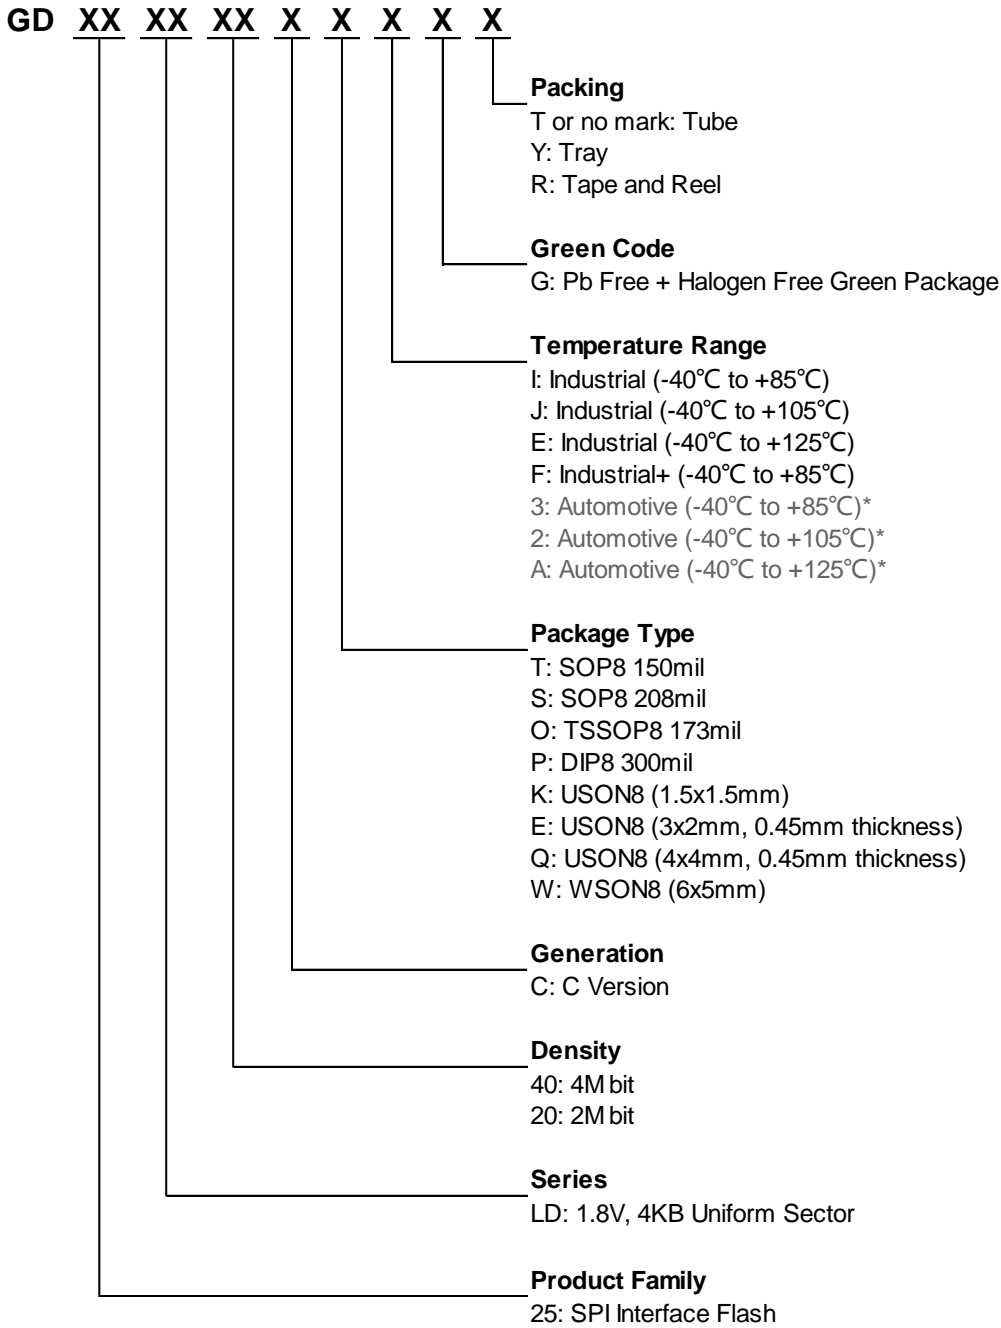 GD XX XX XX X X X X X
Packing
T or no mark: Tube
Y: Tray
R: Tape and Reel
Green Code
G: Pb Free + Halogen Free Green Package
Temperature Range
I: Industrial (-40℃ to +85℃)
J: Industrial (-40℃ to +105℃)
E: Industrial (-40℃ to +125℃)
F: Industrial+ (-40℃ to +85℃)
3: Automotive (-40℃ to +85℃)*
2: Automotive (-40℃ to +105℃)*
A: Automotive (-40℃ to +125℃)*
Package Type
T: SOP8 150mil
S: SOP8 208mil
O: TSSOP8 173mil
P: DIP8 300mil
K: USON8 (1.5x1.5mm)
E: USON8 (3x2mm, 0.45mm thickness)
Q: USON8 (4x4mm, 0.45mm thickness)
W: WSON8 (6x5mm)
Generation
C: C Version
Density
40: 4M bit
20: 2M bit
Series
LD: 1.8V, 4KB Uniform Sector
Product Family
25: SPI Interface Flash